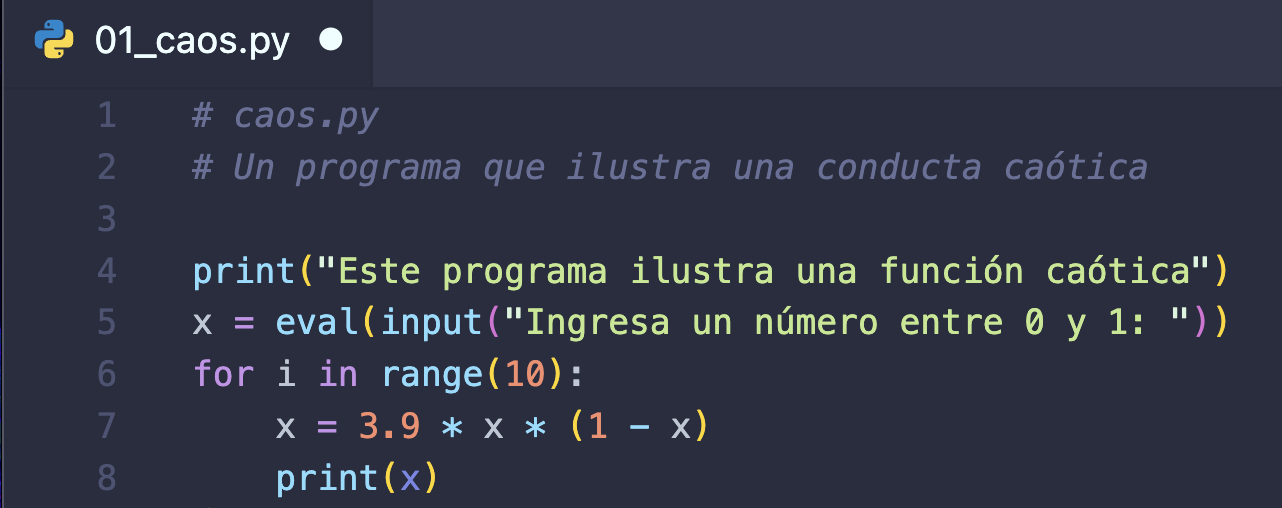 01_caos.py
1 # caos.py
2 # Un programa que ilustra una conducta caótica
3
4 print("Este programa ilustra una función caótica")
5 x = eval(input("Ingresa un número entre 0 y 1: "))
6 for i in range(10):
7     x = 3.9 * x * (1 - x)
8     print(x)